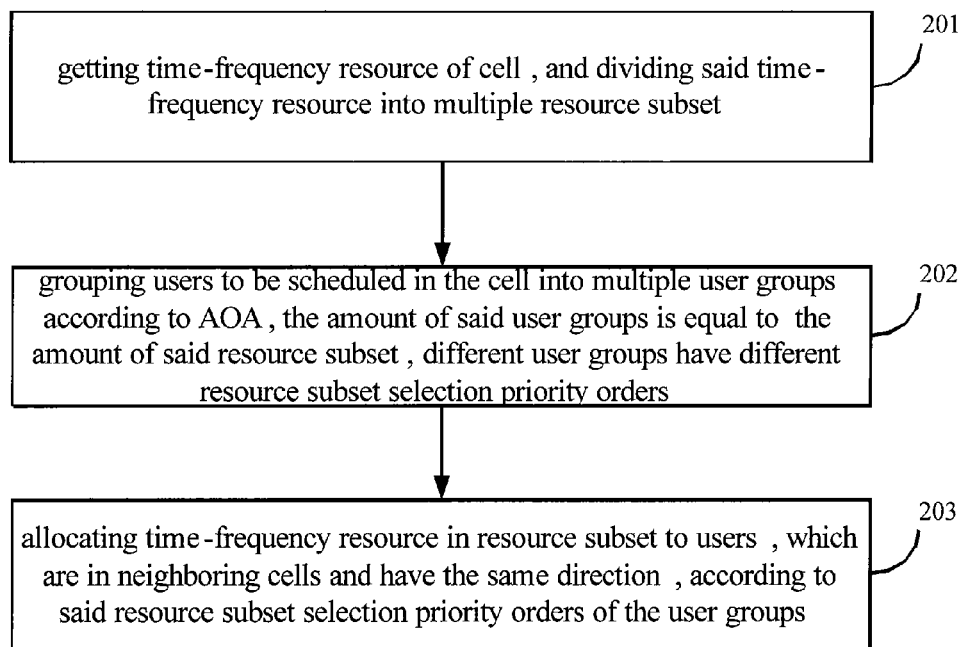 201
getting time-frequency resource of cell , and dividing said time-
frequency resource into multiple resource subset
202
grouping users to be scheduled in the cell into multiple user groups
according to AOA , the amount of said user groups is equal to the
amount of said resource subset , different user groups have different
resource subset selection priority orders
203
allocating time-frequency resource in resource subset to users , which
are in neighboring cells and have the same direction , according to
said resource subset selection priority orders of the user groups